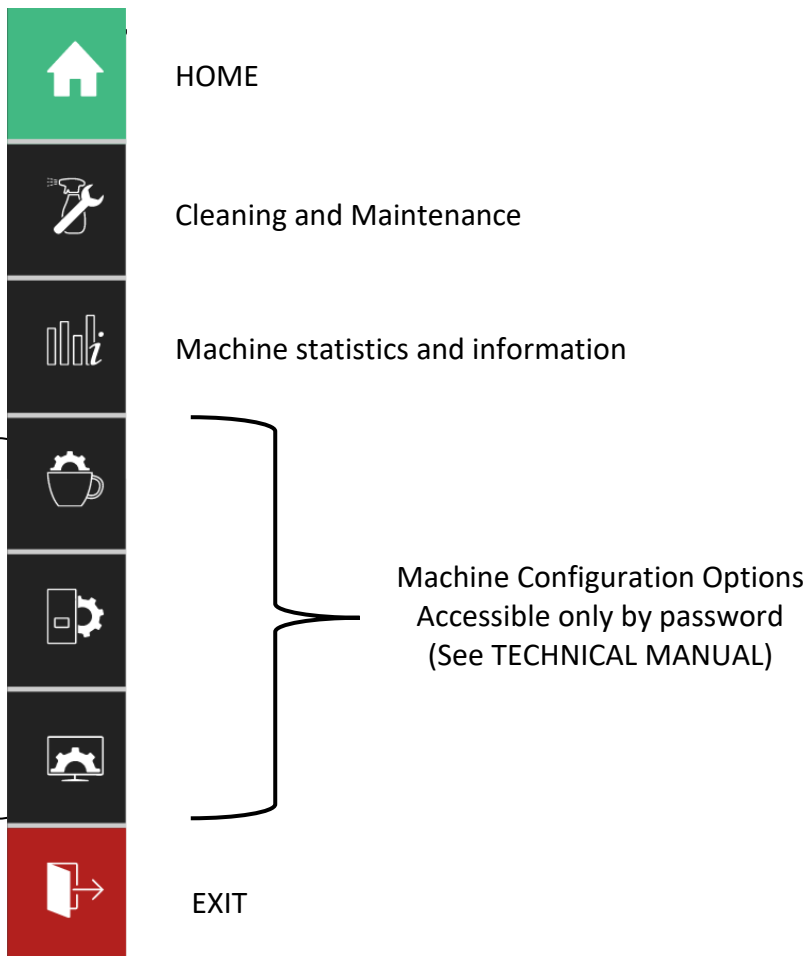 HOME
Cleaning and Maintenance
Machine statistics and information
Machine Configuration Options
Accessible only by password
(See TECHNICAL MANUAL)
EXIT